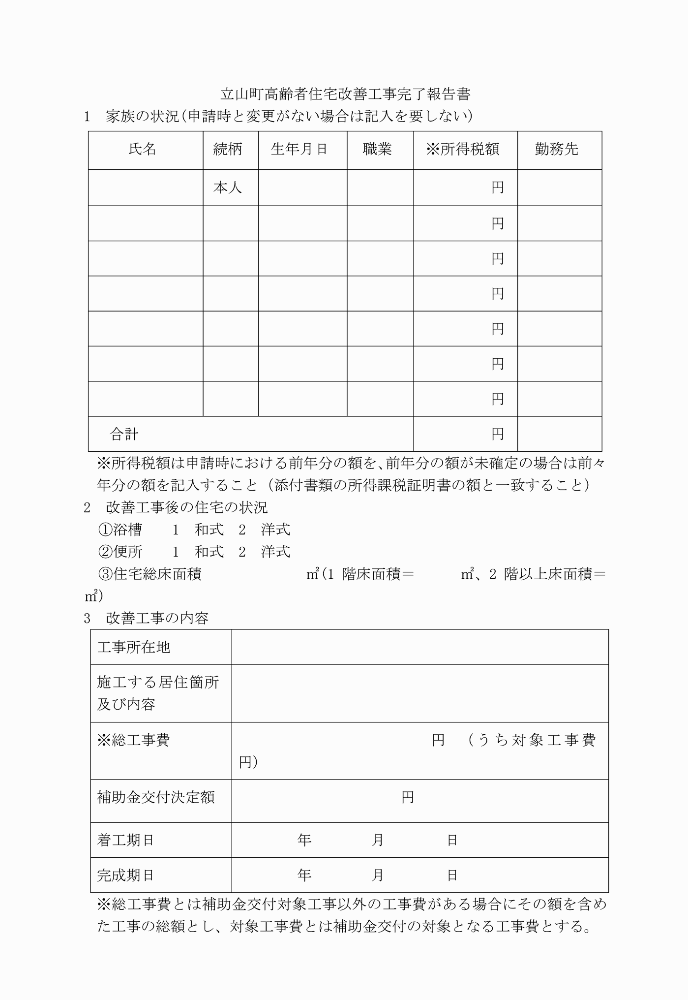 立山町高齢者住宅改善工事完了報告書
1　家族の状況(申請時と変更がない場合は記入を要しない)
氏名　続柄　生年月日　職業　※所得税額　勤務先
本人　円
円
円
円
円
円
円
合計　円
※所得税額は申請時における前年分の額を、前年分の額が未確定の場合は前々
年分の額を記入すること（添付書類の所得課税証明書の額と一致すること）
2　改善工事後の住宅の状況
①浴槽　　1　和式　2　洋式
②便所　　1　和式　2　洋式
③住宅総床面積　　　　　　　㎡(1 階床面積＝　　　㎡、2 階以上床面積＝
㎡)
3　改善工事の内容
工事所在地
施工する居住箇所
及び内容
※総工事費　円　（うち対象工事費
円)
補助金交付決定額　円
着工期日　年　月　日
完成期日　年　月　日
※総工事費とは補助金交付対象工事以外の工事費がある場合にその額を含め
た工事の総額とし、対象工事費とは補助金交付の対象となる工事費とする。